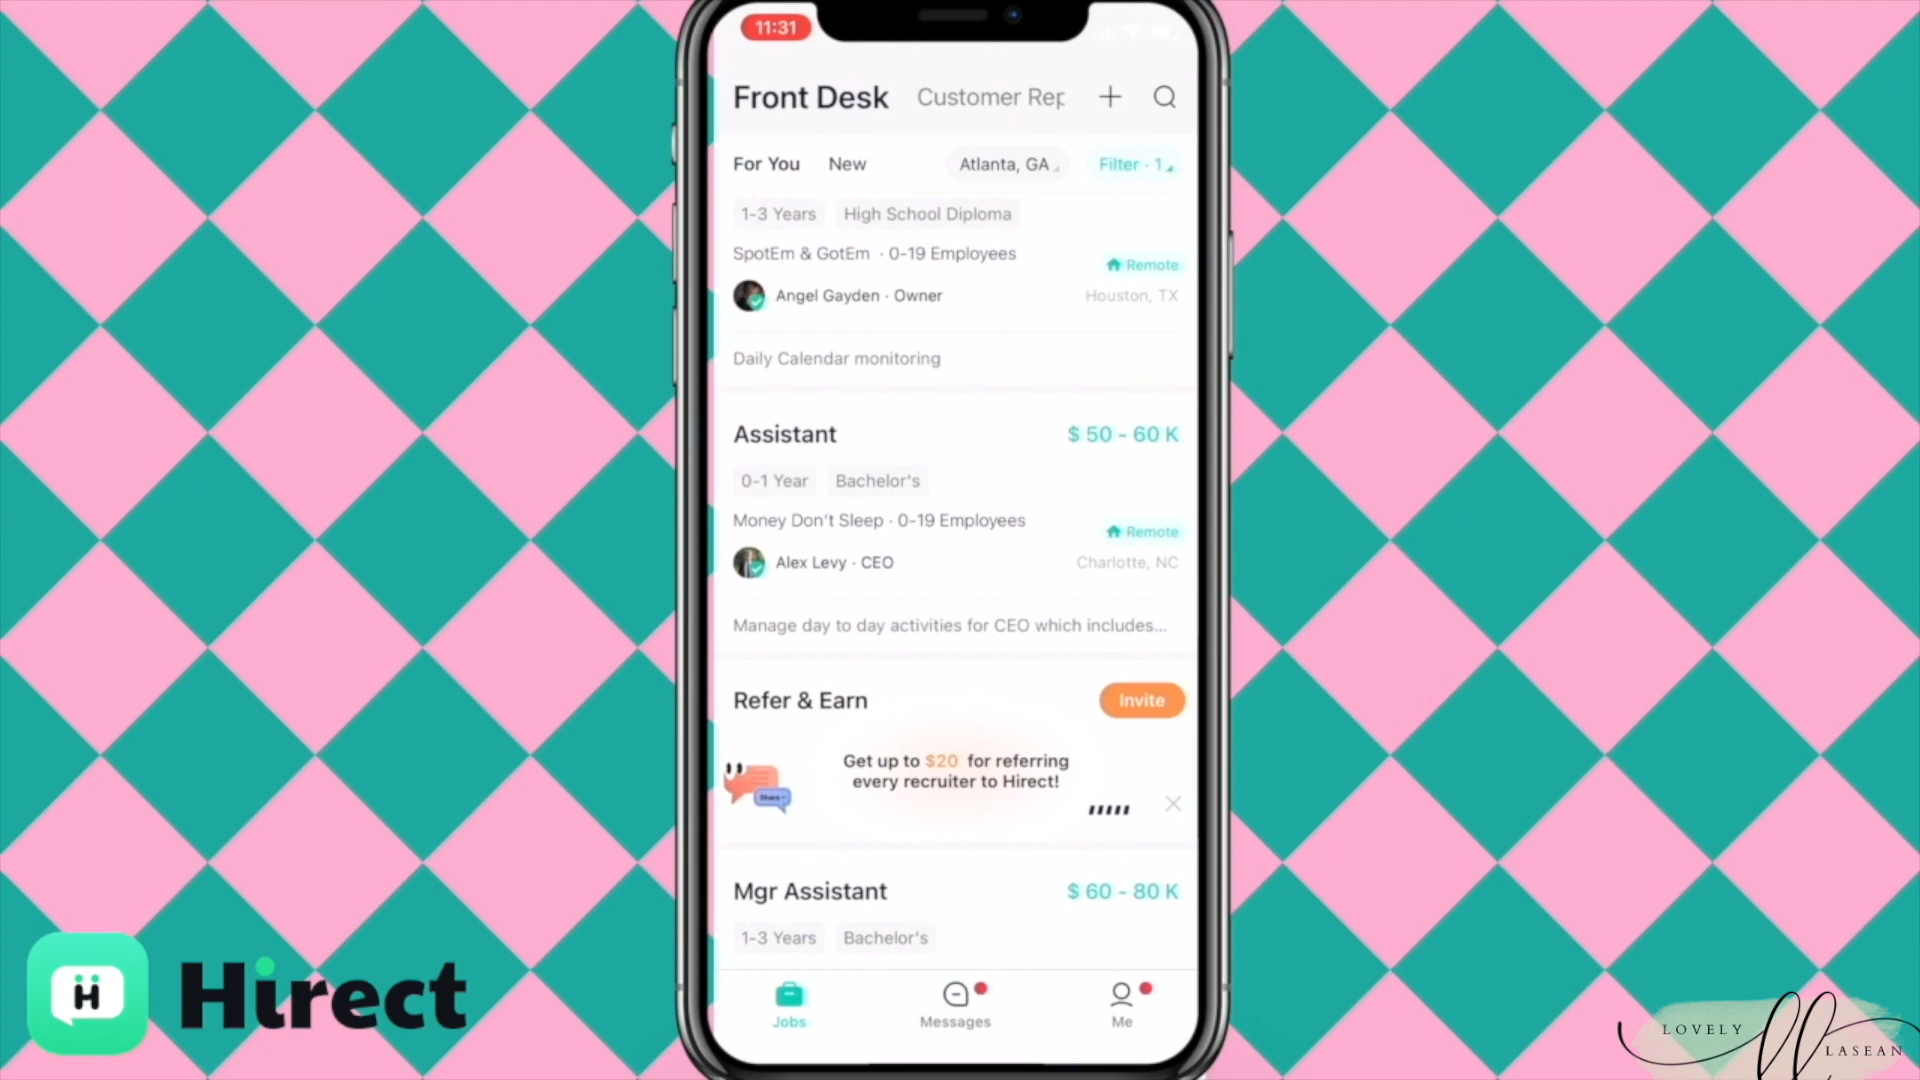 11:31
Front Desk Customer Rep
For You New Atlanta, GA Filter · 1
1-3 Years High School Diploma
SpotEm & GotEm · 0-19 Employees
Remote
Angel Gayden · Owner Houston, TX
Daily Calendar monitoring
Assistant $ 50 - 60 K
0-1 Year Bachelor's
Money Don't Sleep · 0-19 Employees
Remote
Alex Levy · CEO Charlotte, NC
Manage day to day activities for CEO which includes...
Refer & Earn Invite
Get up to $20 for referring
every recruiter to Hirect!
Share
Mgr Assistant $ 60 - 80 K
1-3 Years Bachelor's
Jobs Messages Me
H Hirect
LOVELY
LL
LASEAN